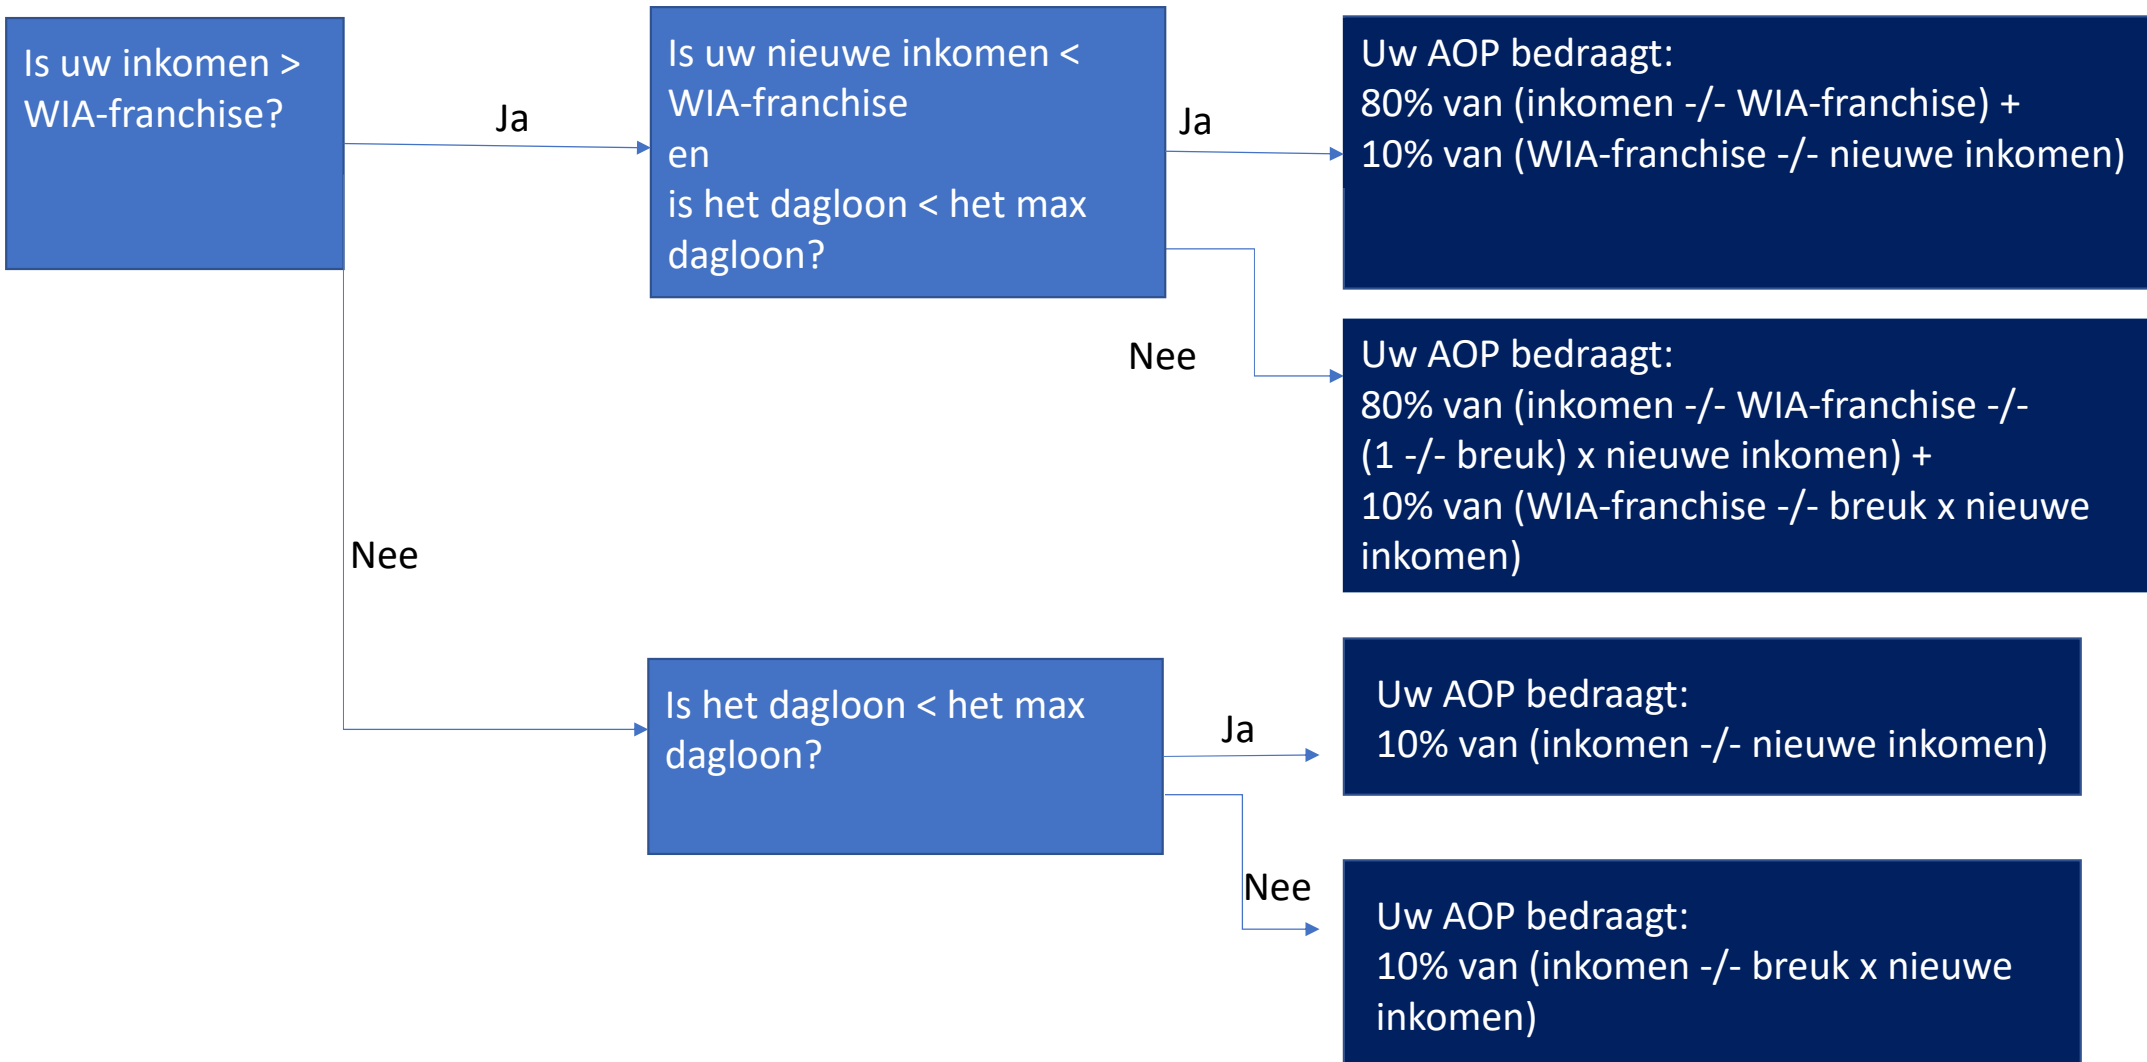 Is uw inkomen >
WIA-franchise?
Ja
Is uw nieuwe inkomen <
WIA-franchise
en
is het dagloon < het max
dagloon?
Ja
Uw AOP bedraagt:
80% van (inkomen -/- WIA-franchise) +
10% van (WIA-franchise -/- nieuwe inkomen)
Nee
Uw AOP bedraagt:
80% van (inkomen -/- WIA-franchise -/-
(1 -/- breuk) x nieuwe inkomen) +
10% van (WIA-franchise -/- breuk x nieuwe
inkomen)
Nee
Is het dagloon < het max
dagloon?
Ja
Uw AOP bedraagt:
10% van (inkomen -/- nieuwe inkomen)
Nee
Uw AOP bedraagt:
10% van (inkomen -/- breuk x nieuwe
inkomen)